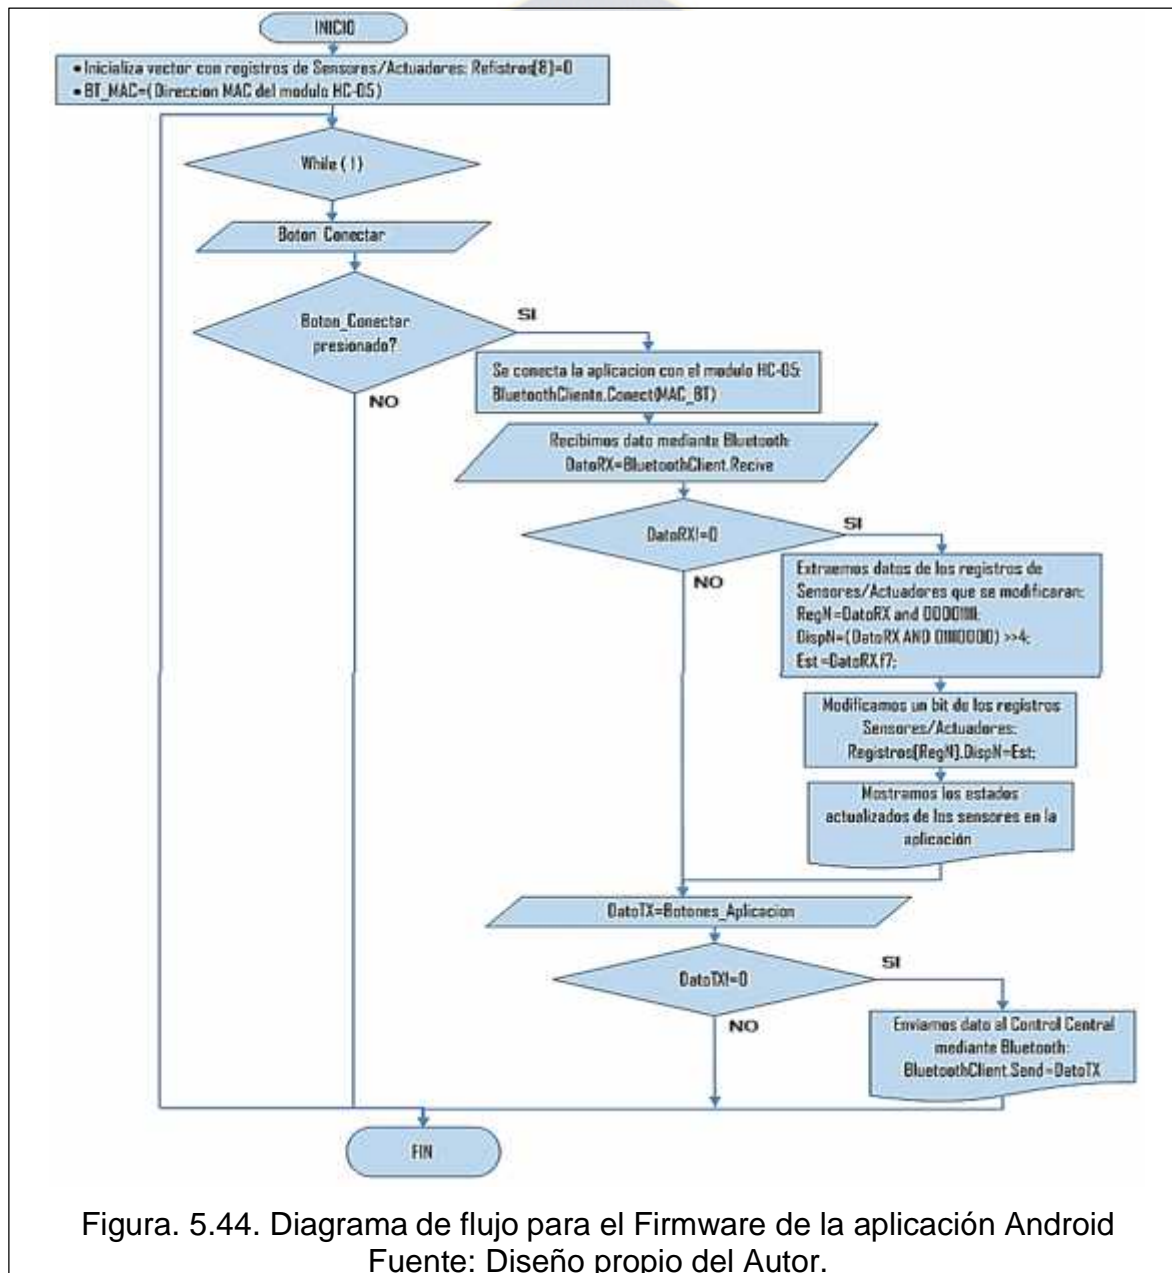 INICIO
• Inicializa vector con registros de Sensores/Actuadores: Refistros[8]=0
• BT_MAC=(Direccion MAC del modulo HC-05)
While ( 1 )
Boton Conectar
Boton_Conectar
presionado?
SI
NO
Se conecta la aplicacion con el modulo HC-05:
BluetoothCliente.Conect(MAC_BT)
Recibimos dato mediante Bluetooth:
DatoRX=BluetoothClient.Recive
DatoRX!=0
SI
NO
Extraemos datos de los registros de
Sensores/Actuadores que se modificaran:
RegN=DatoRX and 00001111;
DispN=(DatoRX AND 01110000) >>4;
Est =DatoRX.f7;
Modificamos un bit de los registros
Sensores/Actuadores:
Registros[RegN].DispN=Est;
Mostramos los estados
actualizados de los sensores en la
aplicación
DatoTX=Botones_Aplicacion
DatoTX!=0
SI
NO
Enviamos dato al Control Central
mediante Bluetooth:
BluetoothClient.Send=DatoTX
FIN
Figura. 5.44. Diagrama de flujo para el Firmware de la aplicación Android
Fuente: Diseño propio del Autor.